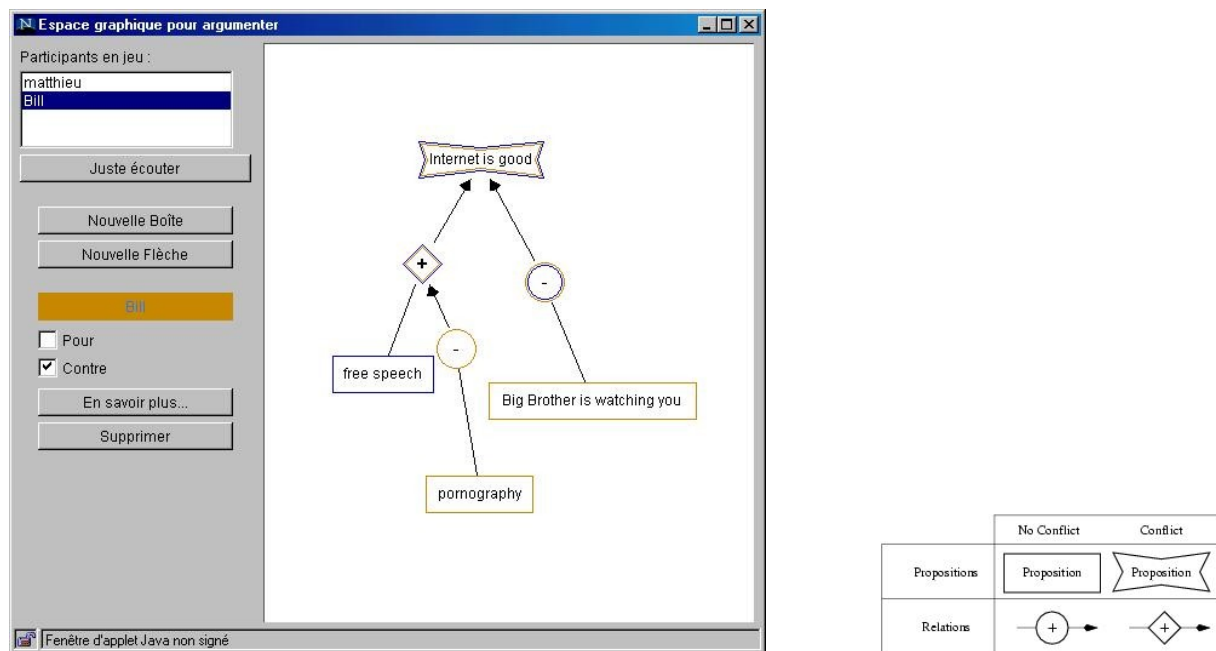 Espace graphique pour argumenter
Participants en jeu :
matthieu
Bill
Juste écouter
Nouvelle Boîte
Nouvelle Flèche
Bill
Pour
Contre
En savoir plus...
Supprimer
Internet is good
+
-
-
free speech
Big Brother is watching you
pornography
Fenêtre d'applet Java non signé
No Conflict Conflict
Propositions Proposition Proposition
Relations + +